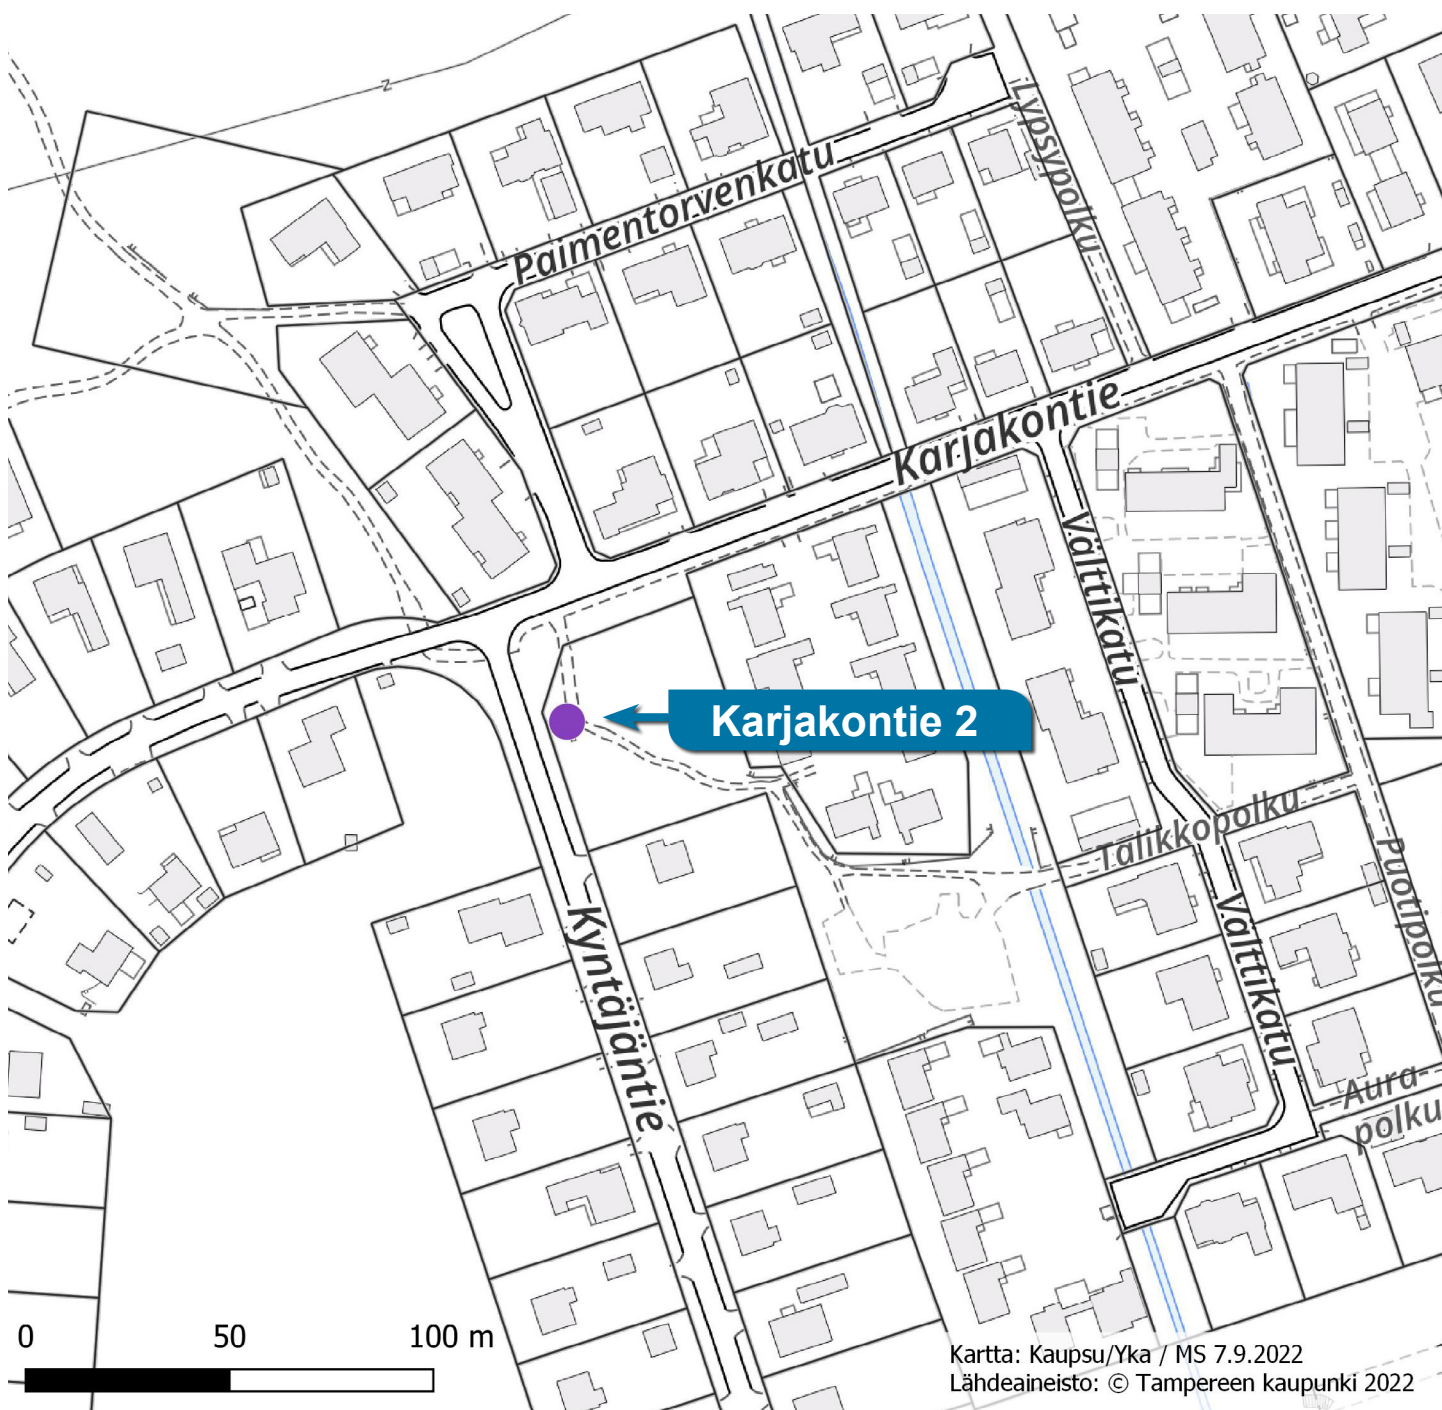 z
Lypsypolku
Paimentorvenkatu
Karjakontie
Välttikatu
Karjakontie 2
Talikkopolku
Puotipolku
Välttikatu
Kyntäjäntie
Aura-
polku
0 50 100 m
Kartta: Kaupsu/Yka / MS 7.9.2022
Lähdeaineisto: © Tampereen kaupunki 2022